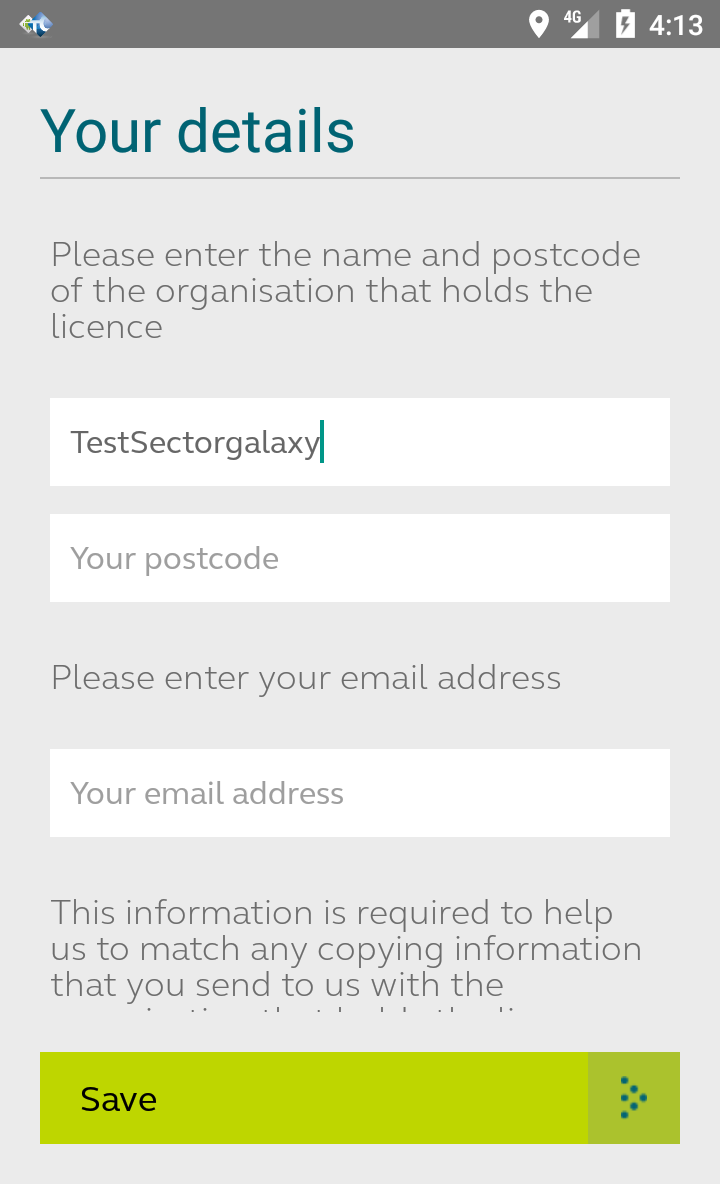 4G 4:13
Your details
Please enter the name and postcode
of the organisation that holds the
licence
TestSectorgalaxy
Your postcode
Please enter your email address
Your email address
This information is required to help
us to match any copying information
that you send to us with the
Save